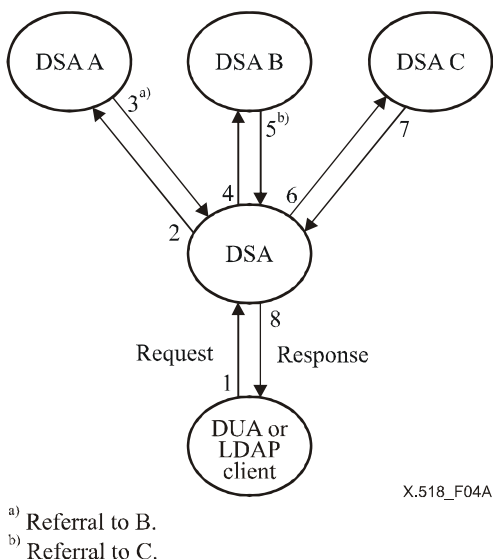 DSA A
DSA B
DSA C
3a)
5b)
7
4
6
2
DSA
8
Request
Response
1
DUA or
LDAP
client
X.518_F04A
a) Referral to B.
b) Referral to C.